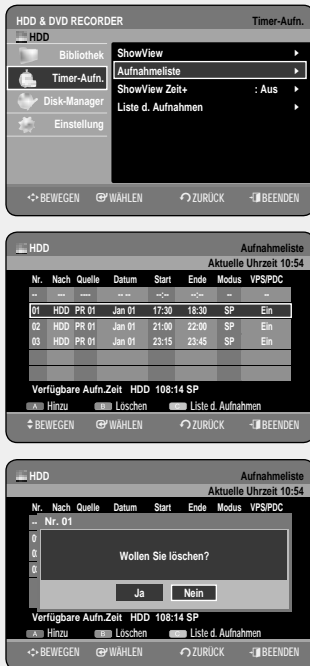 HDD & DVD RECORDER Timer-Aufn.
HDD
Bibliothek ShowView
Timer-Aufn. Aufnahmeliste
Disk-Manager ShowView Zeit+ : Aus
Einstellung Liste d. Aufnahmen
BEWEGEN WÄHLEN ZURÜCK BEENDEN
HDD Aufnahmeliste
Aktuelle Uhrzeit 10:54
Nr. Nach Quelle Datum Start Ende Modus VPS/PDC
-- --- ---- -- -- --:-- --:-- -- --
01 HDD PR 01 Jan 01 17:30 18:30 SP Ein
02 HDD PR 01 Jan 01 21:00 22:00 SP Ein
03 HDD PR 01 Jan 01 23:15 23:45 SP Ein
Verfügbare Aufn.Zeit HDD 108:14 SP
A Hinzu B Löschen C Liste d. Aufnahmen
BEWEGEN WÄHLEN ZURÜCK BEENDEN
HDD Aufnahmeliste
Aktuelle Uhrzeit 10:54
Nr. Nach Quelle Datum Start Ende Modus VPS/PDC
-- Nr. 01
Wollen Sie löschen?
Ja Nein
Verfügbare Aufn.Zeit HDD 108:14 SP
A Hinzu B Löschen C Liste d. Aufnahmen
BEWEGEN WÄHLEN ZURÜCK BEENDEN